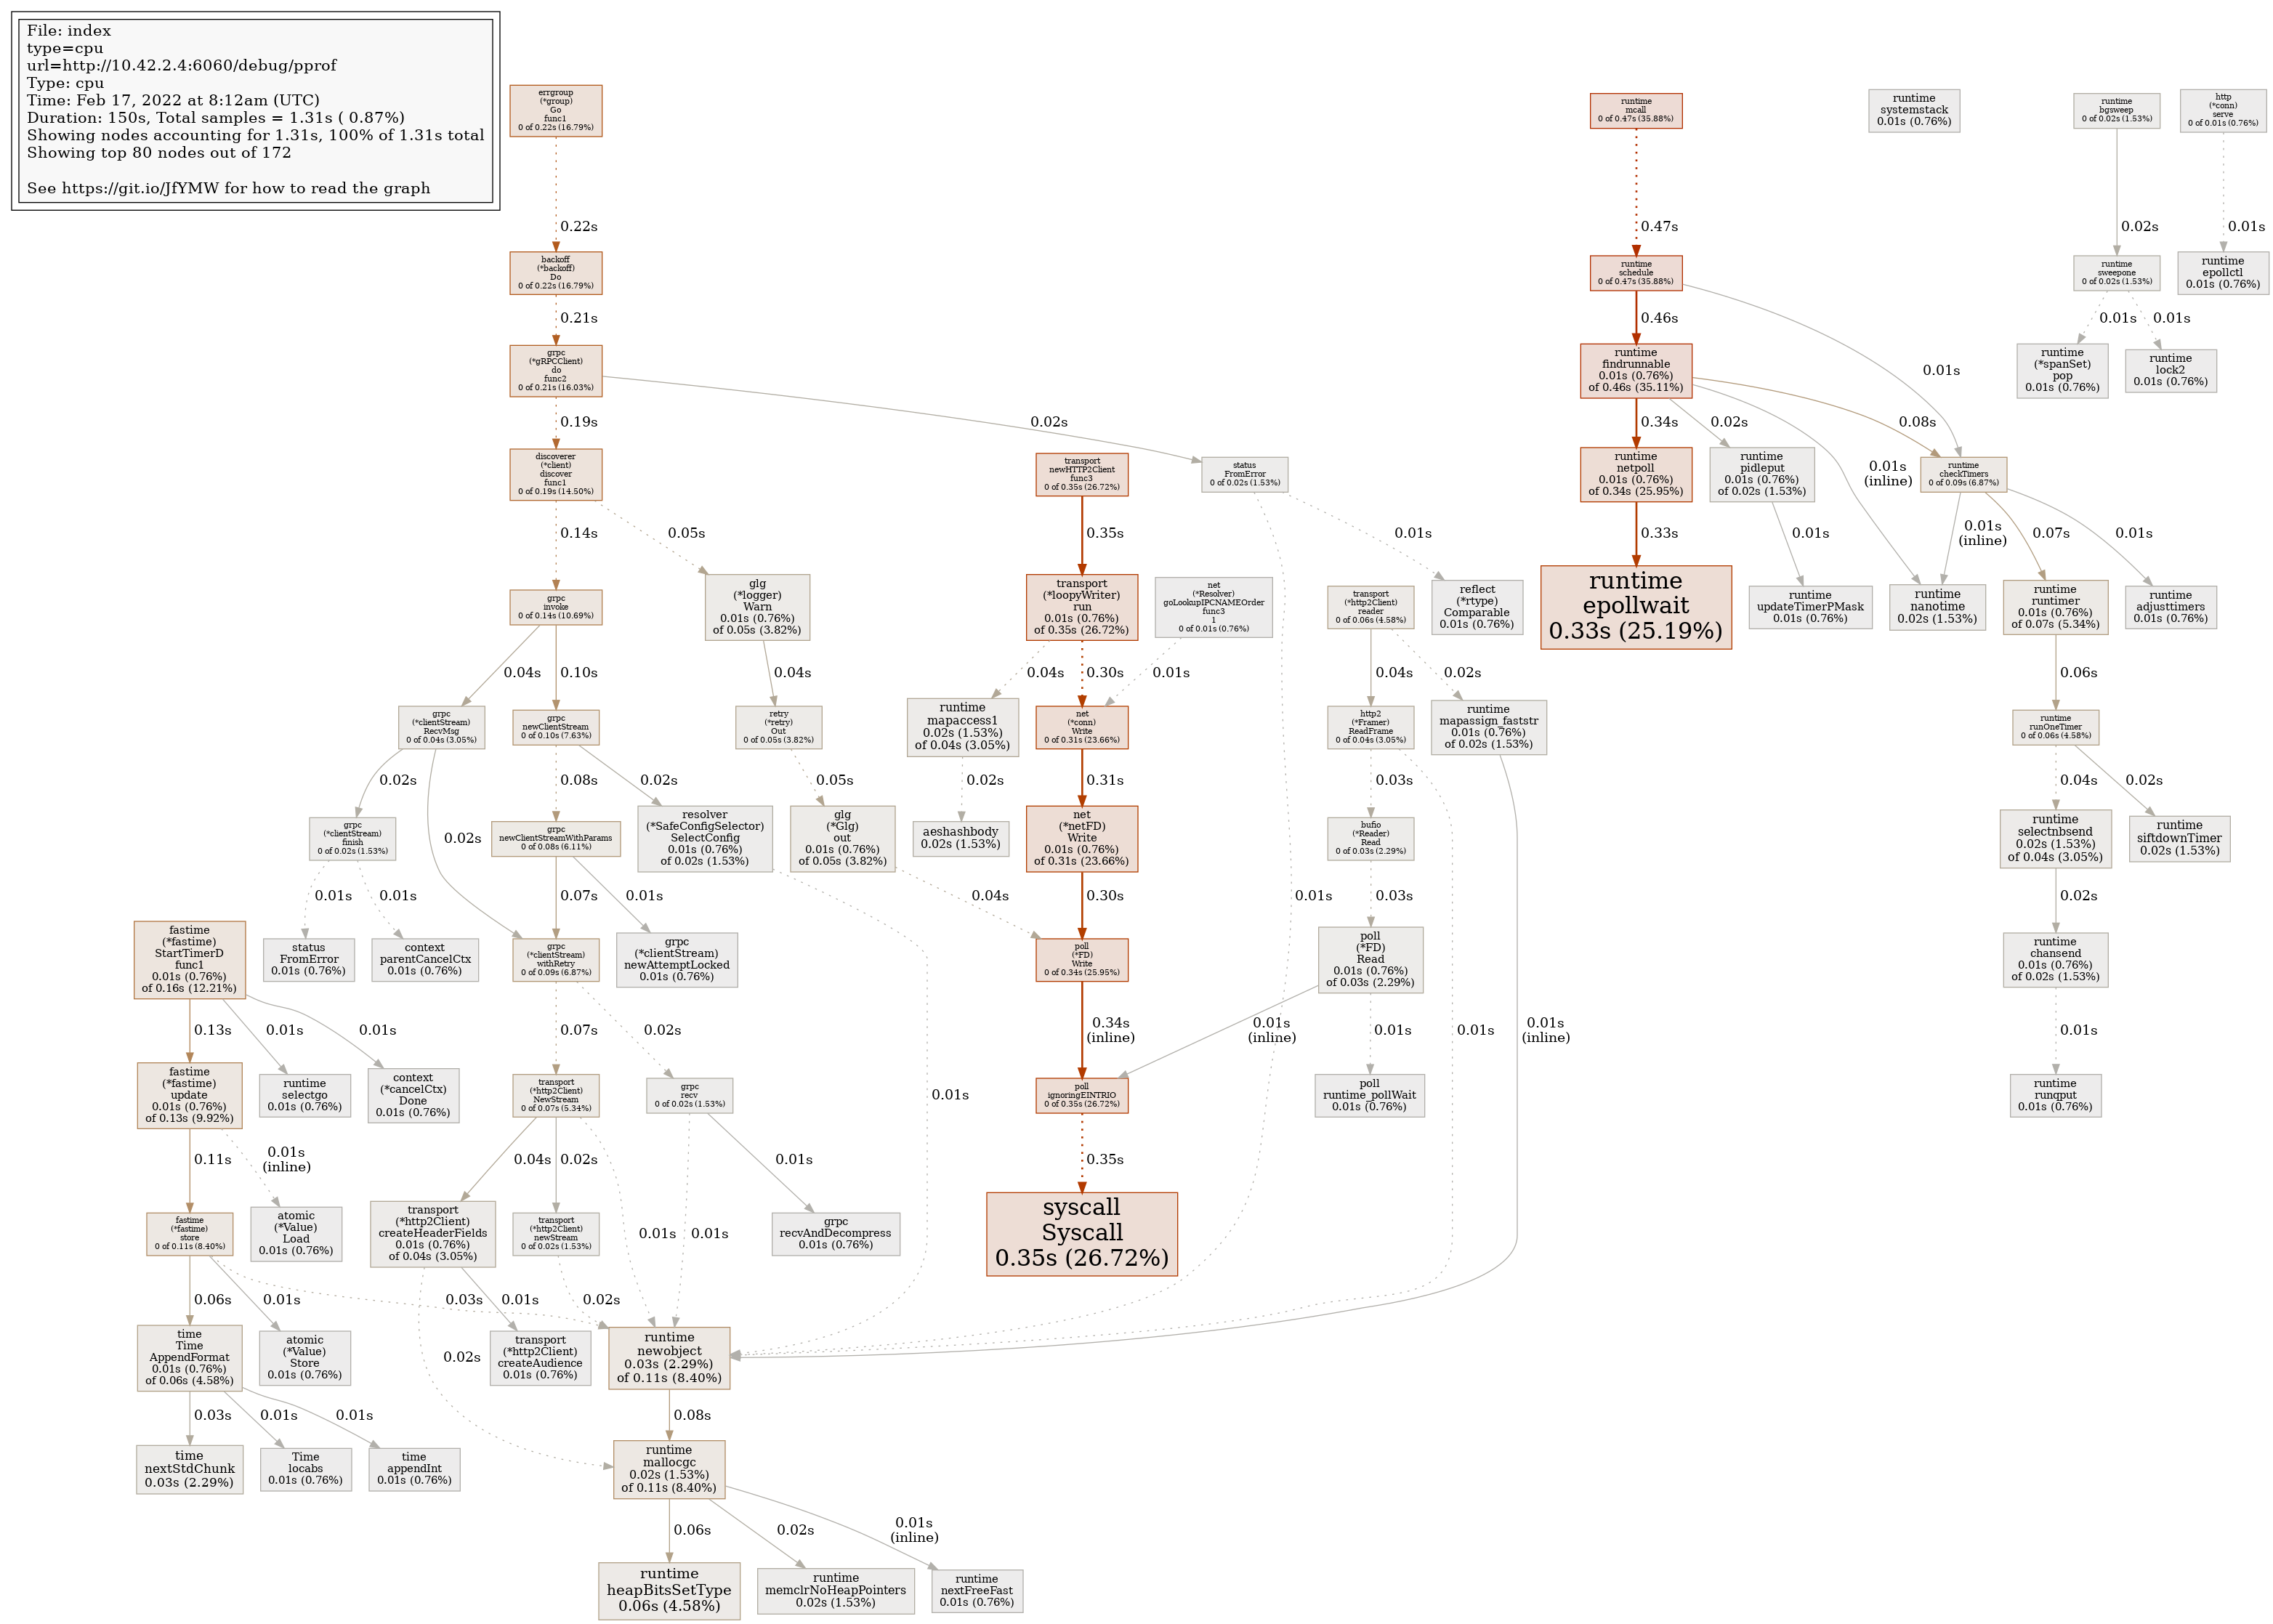 File: index
type=cpu
url=http://10.42.2.4:6060/debug/pprof
Type: cpu
Time: Feb 17, 2022 at 8:12am (UTC)
Duration: 150s, Total samples = 1.31s ( 0.87%)
Showing nodes accounting for 1.31s, 100% of 1.31s total
Showing top 80 nodes out of 172
See https://git.io/JfYMW for how to read the graph
errgroup
(*group)
Go
func1
0 of 0.22s (16.79%)
runtime
mcall
0 of 0.47s (35.88%)
runtime
systemstack
0.01s (0.76%)
runtime
bgsweep
0 of 0.02s (1.53%)
http
(*conn)
serve
0 of 0.01s (0.76%)
0.22s
0.47s
0.02s
0.01s
backoff
(*backoff)
Do
0 of 0.22s (16.79%)
runtime
schedule
0 of 0.47s (35.88%)
runtime
sweepone
0 of 0.02s (1.53%)
runtime
epollctl
0.01s (0.76%)
0.21s
0.46s
0.01s
0.01s
0.01s
grpc
(*gRPCClient)
do
func2
0 of 0.21s (16.03%)
runtime
findrunnable
0.01s (0.76%)
of 0.46s (35.11%)
runtime
(*spanSet)
pop
0.01s (0.76%)
runtime
lock2
0.01s (0.76%)
0.19s
0.02s
0.34s
0.02s
0.01s
(inline)
0.08s
discoverer
(*client)
discover
func1
0 of 0.19s (14.50%)
transport
newHTTP2Client
func3
0 of 0.35s (26.72%)
status
FromError
0 of 0.02s (1.53%)
runtime
netpoll
0.01s (0.76%)
of 0.34s (25.95%)
runtime
pidleput
0.01s (0.76%)
of 0.02s (1.53%)
runtime
checkTimers
0 of 0.09s (6.87%)
0.14s
0.05s
0.35s
0.01s
0.01s
0.33s
0.01s
0.01s
(inline)
0.07s
0.01s
grpc
invoke
0 of 0.14s (10.69%)
glg
(*logger)
Warn
0.01s (0.76%)
of 0.05s (3.82%)
transport
(*loopyWriter)
run
0.01s (0.76%)
of 0.35s (26.72%)
net
(*Resolver)
goLookupIPCNAMEOrder
func3
1
0 of 0.01s (0.76%)
transport
(*http2Client)
reader
0 of 0.06s (4.58%)
reflect
(*rtype)
Comparable
0.01s (0.76%)
runtime
epollwait
0.33s (25.19%)
runtime
updateTimerPMask
0.01s (0.76%)
runtime
nanotime
0.02s (1.53%)
runtime
runtimer
0.01s (0.76%)
of 0.07s (5.34%)
runtime
adjusttimers
0.01s (0.76%)
0.04s
0.10s
0.04s
0.04s
0.30s
0.01s
0.04s
0.02s
0.06s
grpc
(*clientStream)
RecvMsg
0 of 0.04s (3.05%)
grpc
newClientStream
0 of 0.10s (7.63%)
retry
(*retry)
Out
0 of 0.05s (3.82%)
runtime
mapaccess1
0.02s (1.53%)
of 0.04s (3.05%)
net
(*conn)
Write
0 of 0.31s (23.66%)
http2
(*Framer)
ReadFrame
0 of 0.04s (3.05%)
runtime
mapassign_faststr
0.01s (0.76%)
of 0.02s (1.53%)
runtime
runOneTimer
0 of 0.06s (4.58%)
0.02s
0.02s
0.08s
0.02s
0.05s
0.02s
0.31s
0.03s
0.01s
0.01s
(inline)
0.04s
0.02s
grpc
(*clientStream)
finish
0 of 0.02s (1.53%)
grpc
newClientStreamWithParams
0 of 0.08s (6.11%)
resolver
(*SafeConfigSelector)
SelectConfig
0.01s (0.76%)
of 0.02s (1.53%)
glg
(*Glg)
out
0.01s (0.76%)
of 0.05s (3.82%)
aeshashbody
0.02s (1.53%)
net
(*netFD)
Write
0.01s (0.76%)
of 0.31s (23.66%)
bufio
(*Reader)
Read
0 of 0.03s (2.29%)
runtime
selectnbsend
0.02s (1.53%)
of 0.04s (3.05%)
runtime
siftdownTimer
0.02s (1.53%)
0.01s
0.01s
0.07s
0.01s
0.01s
0.04s
0.30s
0.03s
0.02s
fastime
(*fastime)
StartTimerD
func1
0.01s (0.76%)
of 0.16s (12.21%)
status
FromError
0.01s (0.76%)
context
parentCancelCtx
0.01s (0.76%)
grpc
(*clientStream)
withRetry
0 of 0.09s (6.87%)
grpc
(*clientStream)
newAttemptLocked
0.01s (0.76%)
poll
(*FD)
Write
0 of 0.34s (25.95%)
poll
(*FD)
Read
0.01s (0.76%)
of 0.03s (2.29%)
runtime
chansend
0.01s (0.76%)
of 0.02s (1.53%)
0.13s
0.01s
0.01s
0.07s
0.02s
0.34s
(inline)
0.01s
(inline)
0.01s
0.01s
fastime
(*fastime)
update
0.01s (0.76%)
of 0.13s (9.92%)
runtime
selectgo
0.01s (0.76%)
context
(*cancelCtx)
Done
0.01s (0.76%)
transport
(*http2Client)
NewStream
0 of 0.07s (5.34%)
grpc
recv
0 of 0.02s (1.53%)
poll
ignoringEINTRIO
0 of 0.35s (26.72%)
poll
runtime_pollWait
0.01s (0.76%)
runtime
runqput
0.01s (0.76%)
0.11s
0.01s
(inline)
0.04s
0.02s
0.01s
0.01s
0.01s
0.35s
fastime
(*fastime)
store
0 of 0.11s (8.40%)
atomic
(*Value)
Load
0.01s (0.76%)
transport
(*http2Client)
createHeaderFields
0.01s (0.76%)
of 0.04s (3.05%)
transport
(*http2Client)
newStream
0 of 0.02s (1.53%)
grpc
recvAndDecompress
0.01s (0.76%)
syscall
Syscall
0.35s (26.72%)
0.06s
0.01s
0.03s
0.02s
0.01s
0.02s
time
Time
AppendFormat
0.01s (0.76%)
of 0.06s (4.58%)
atomic
(*Value)
Store
0.01s (0.76%)
transport
(*http2Client)
createAudience
0.01s (0.76%)
runtime
newobject
0.03s (2.29%)
of 0.11s (8.40%)
0.03s
0.01s
0.01s
0.08s
time
nextStdChunk
0.03s (2.29%)
Time
locabs
0.01s (0.76%)
time
appendInt
0.01s (0.76%)
runtime
mallocgc
0.02s (1.53%)
of 0.11s (8.40%)
0.06s
0.02s
0.01s
(inline)
runtime
heapBitsSetType
0.06s (4.58%)
runtime
memclrNoHeapPointers
0.02s (1.53%)
runtime
nextFreeFast
0.01s (0.76%)